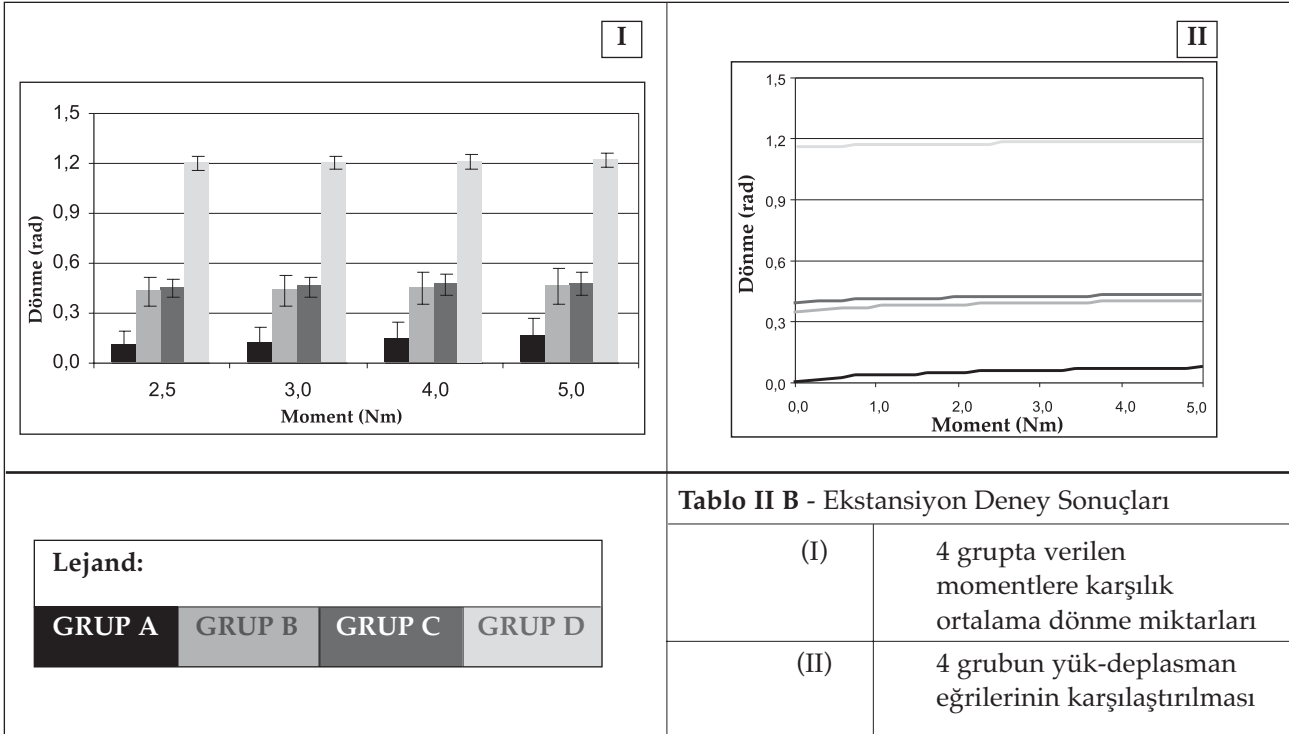 I
1,5
1,2
0,9
0,6
0,3
0,0
Dönme (rad)
2,5 3,0 4,0 5,0
Moment (Nm)
II
1,5
1,2
0,9
0,6
0,3
0,0
Dönme (rad)
0,0 1,0 2,0 3,0 4,0 5,0
Moment (Nm)
Lejand:
GRUP A GRUP B GRUP C GRUP D
Tablo II B - Ekstansiyon Deney Sonuçları
(I) 4 grupta verilen
momentlere karşılık
ortalama dönme miktarları
(II) 4 grubun yük-deplasman
eğrilerinin karşılaştırılması